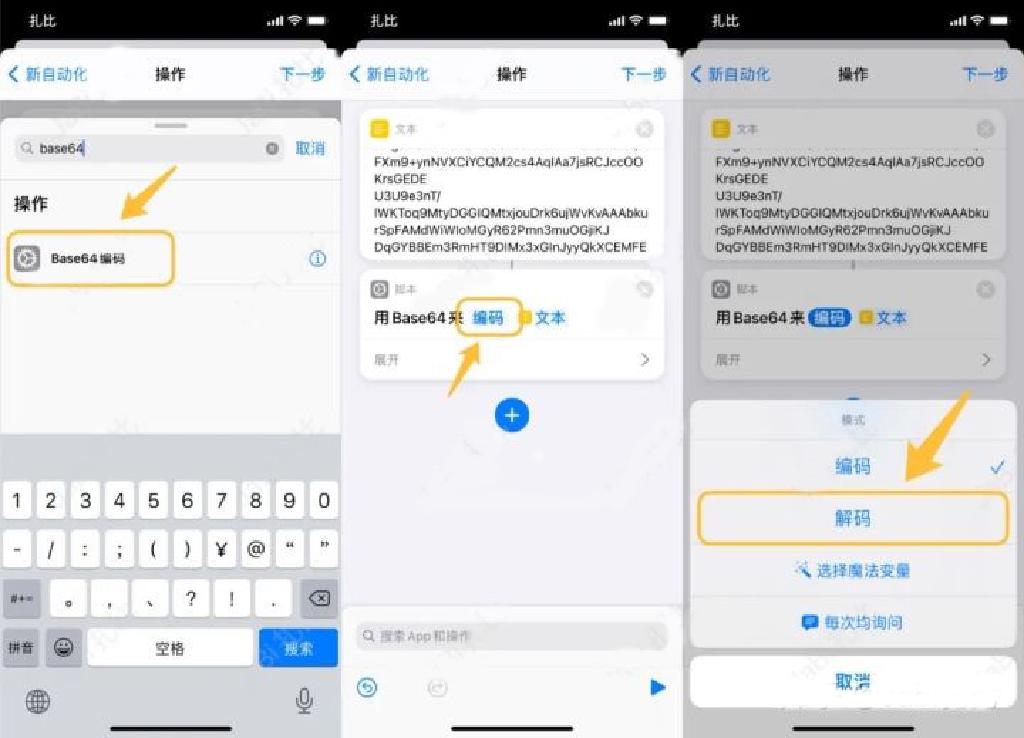 扎比
新自动化
操作
下一步
base64
取消
操作
Base64 编码
1 2 3 4 5 6 7 8 9 0
- / : ; ( ) ¥ @ “ ”
#+= 。 , 、 ? ! .
拼音
空格
搜索
扎比
新自动化
操作
下一步
文本
FXm9+ynNVXCiYCQM2cs4AqIAa7jsRCJccOO
KrsGEDE
U3U9e3nT/
IWKToq9MtyDGGIQMtxjouDrk6ujWvKvAAAbku
rSpFAMdWiWIoMGyR62Pmn3muOGjiKJ
DqGYBBEm3RmHT9DIMx3xGInJyyQkXCEMFE
脚本
用 Base64 来 编码 文本
展开
搜索 App 和操作
扎比
新自动化
操作
下一步
文本
FXm9+ynNVXCiYCQM2cs4AqIAa7jsRCJccOO
KrsGEDE
U3U9e3nT/
IWKToq9MtyDGGIQMtxjouDrk6ujWvKvAAAbku
rSpFAMdWiWIoMGyR62Pmn3muOGjiKJ
DqGYBBEm3RmHT9DIMx3xGInJyyQkXCEMFE
脚本
用 Base64 来 编码 文本
展开
模式
编码
解码
选择魔法变量
每次均询问
取消